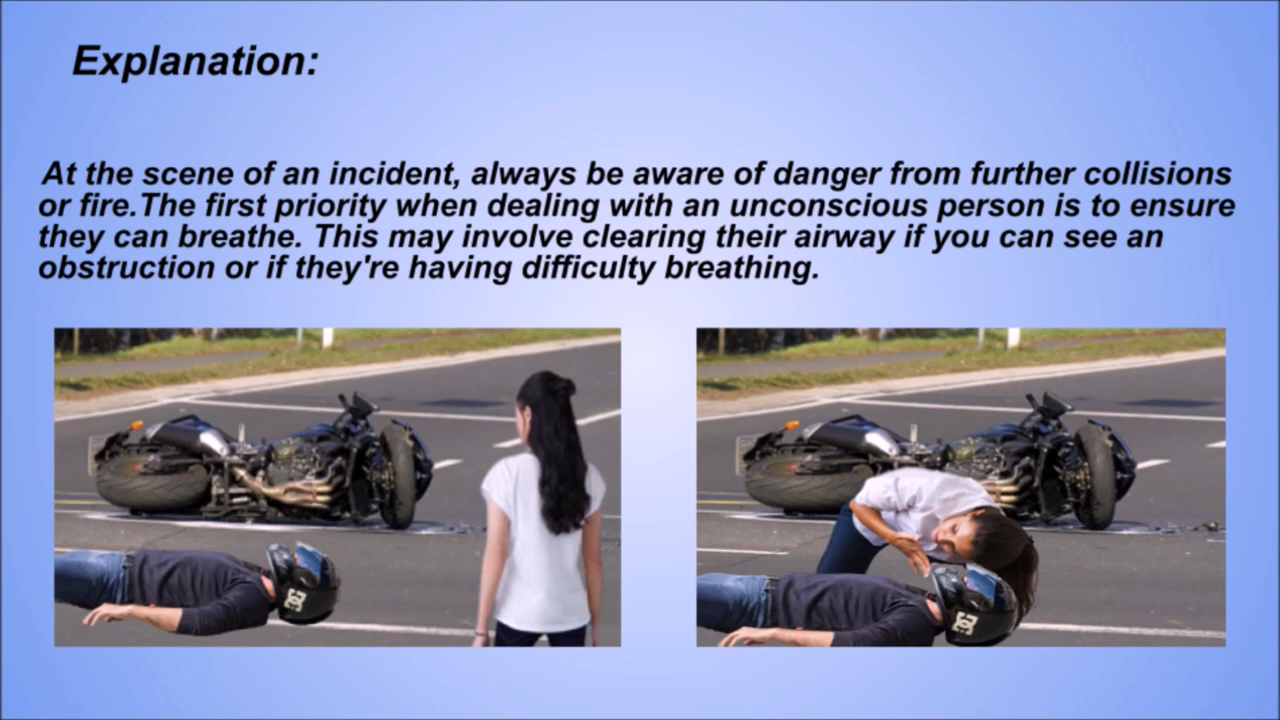 Explanation:
At the scene of an incident, always be aware of danger from further collisions
or fire.The first priority when dealing with an unconscious person is to ensure
they can breathe. This may involve clearing their airway if you can see an
obstruction or if they're having difficulty breathing.
DC
DC